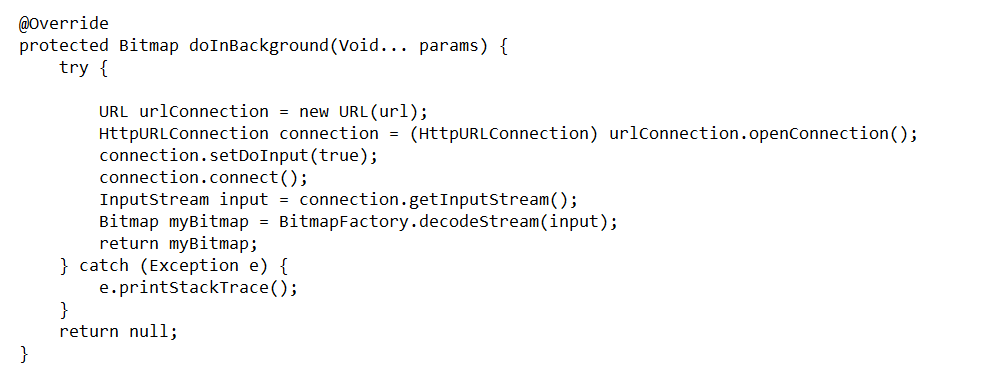 @Override
protected Bitmap doInBackground(Void... params) {
    try {

        URL urlConnection = new URL(url);
        HttpURLConnection connection = (HttpURLConnection) urlConnection.openConnection();
        connection.setDoInput(true);
        connection.connect();
        InputStream input = connection.getInputStream();
        Bitmap myBitmap = BitmapFactory.decodeStream(input);
        return myBitmap;
    } catch (Exception e) {
        e.printStackTrace();
    }
    return null;
}